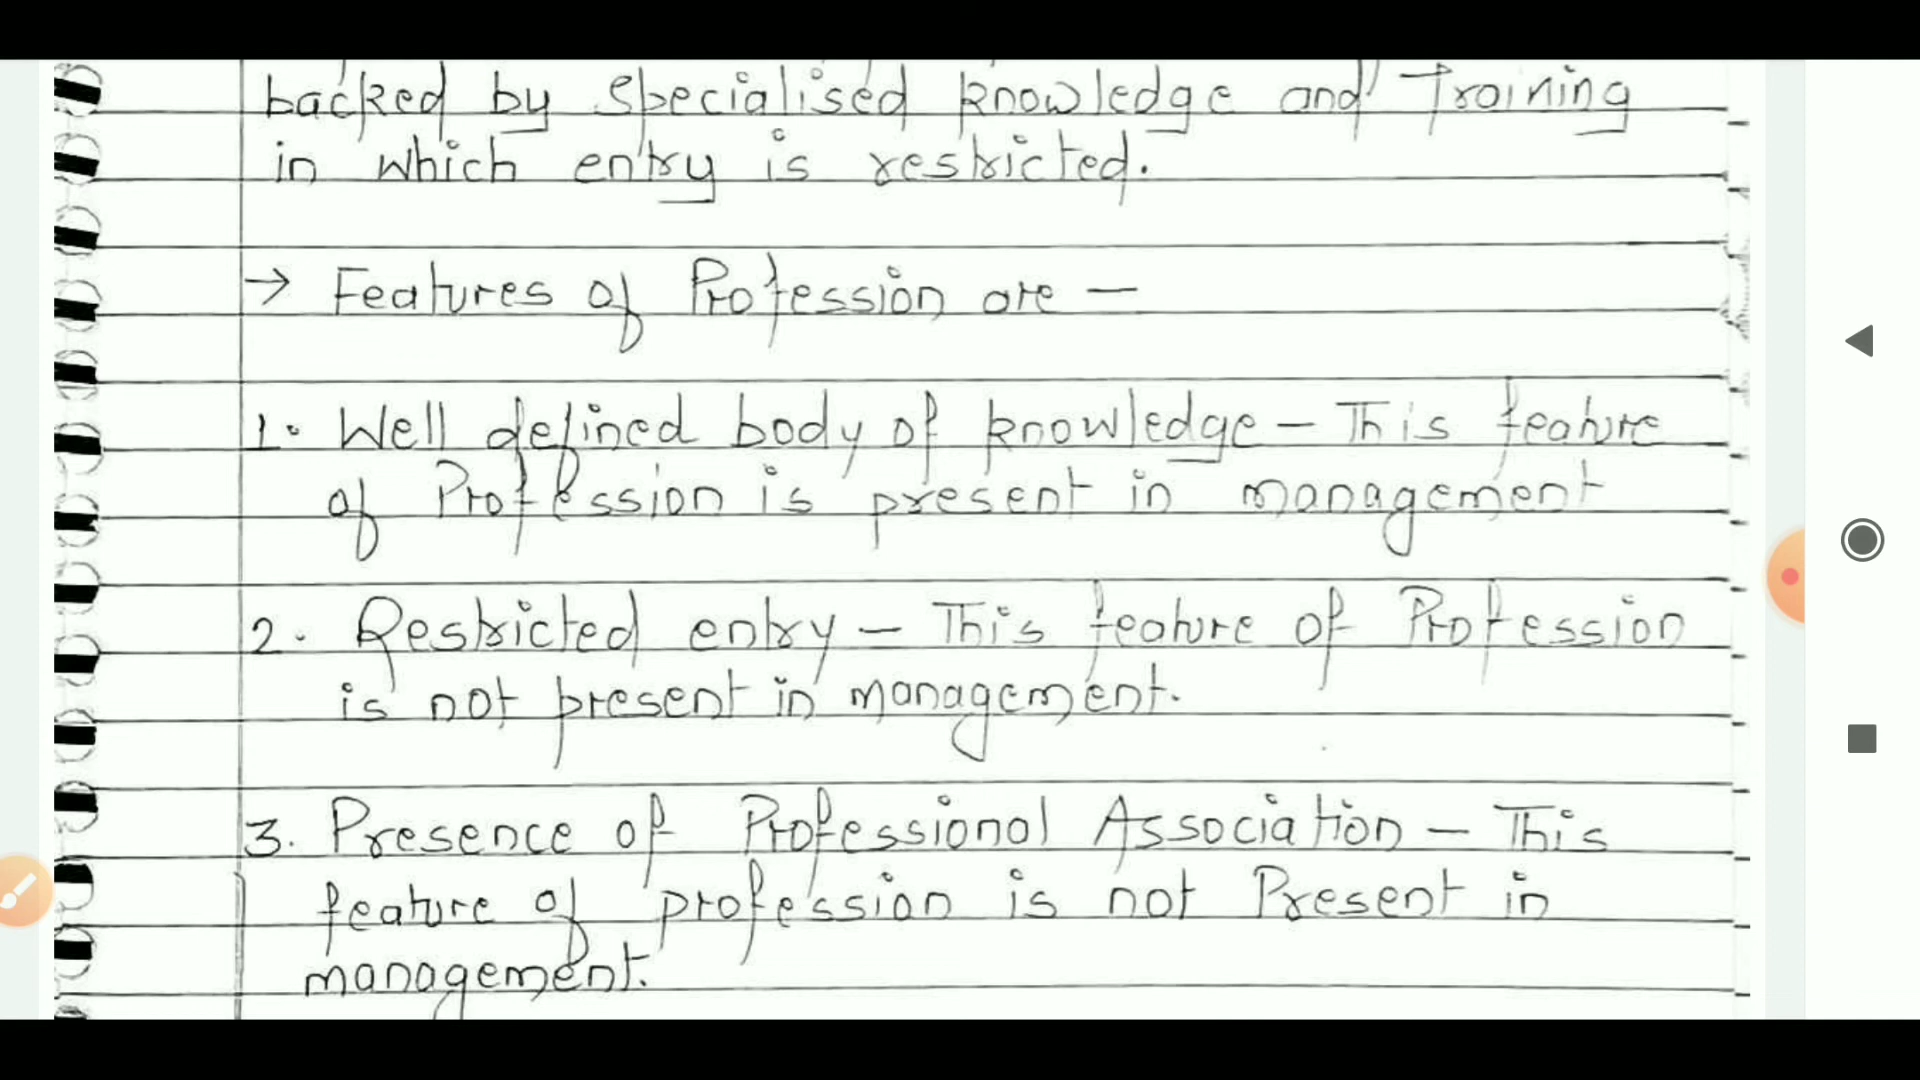 backed by specialised knowledge and Training
in which entry is restricted.
→ Features of Profession are —
1. Well defined body of knowledge - This feature
of Profession is present in management
2. Restricted entry - This feature of Profession
is not present in management.
3. Presence of Professional Association - This
feature of profession is not Present in
management.